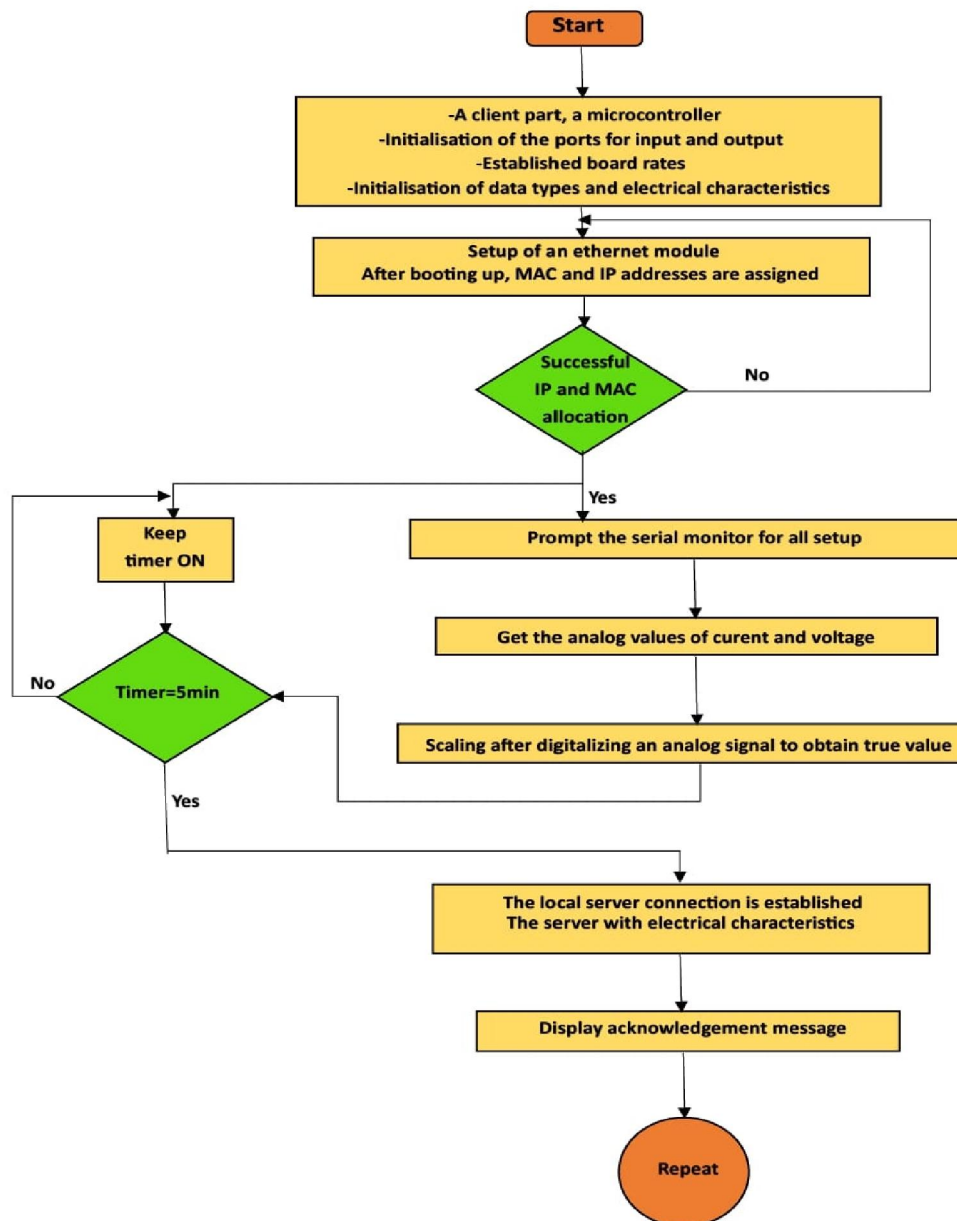 Start
-A client part, a microcontroller
-Initialisation of the ports for input and output
-Established board rates
-Initialisation of data types and electrical characteristics
Setup of an ethernet module
After booting up, MAC and IP addresses are assigned
Successful
IP and MAC
allocation
No
Yes
Keep
timer ON
Prompt the serial monitor for all setup
Get the analog values of curent and voltage
No
Timer=5min
Scaling after digitalizing an analog signal to obtain true value
Yes
The local server connection is established
The server with electrical characteristics
Display acknowledgement message
Repeat